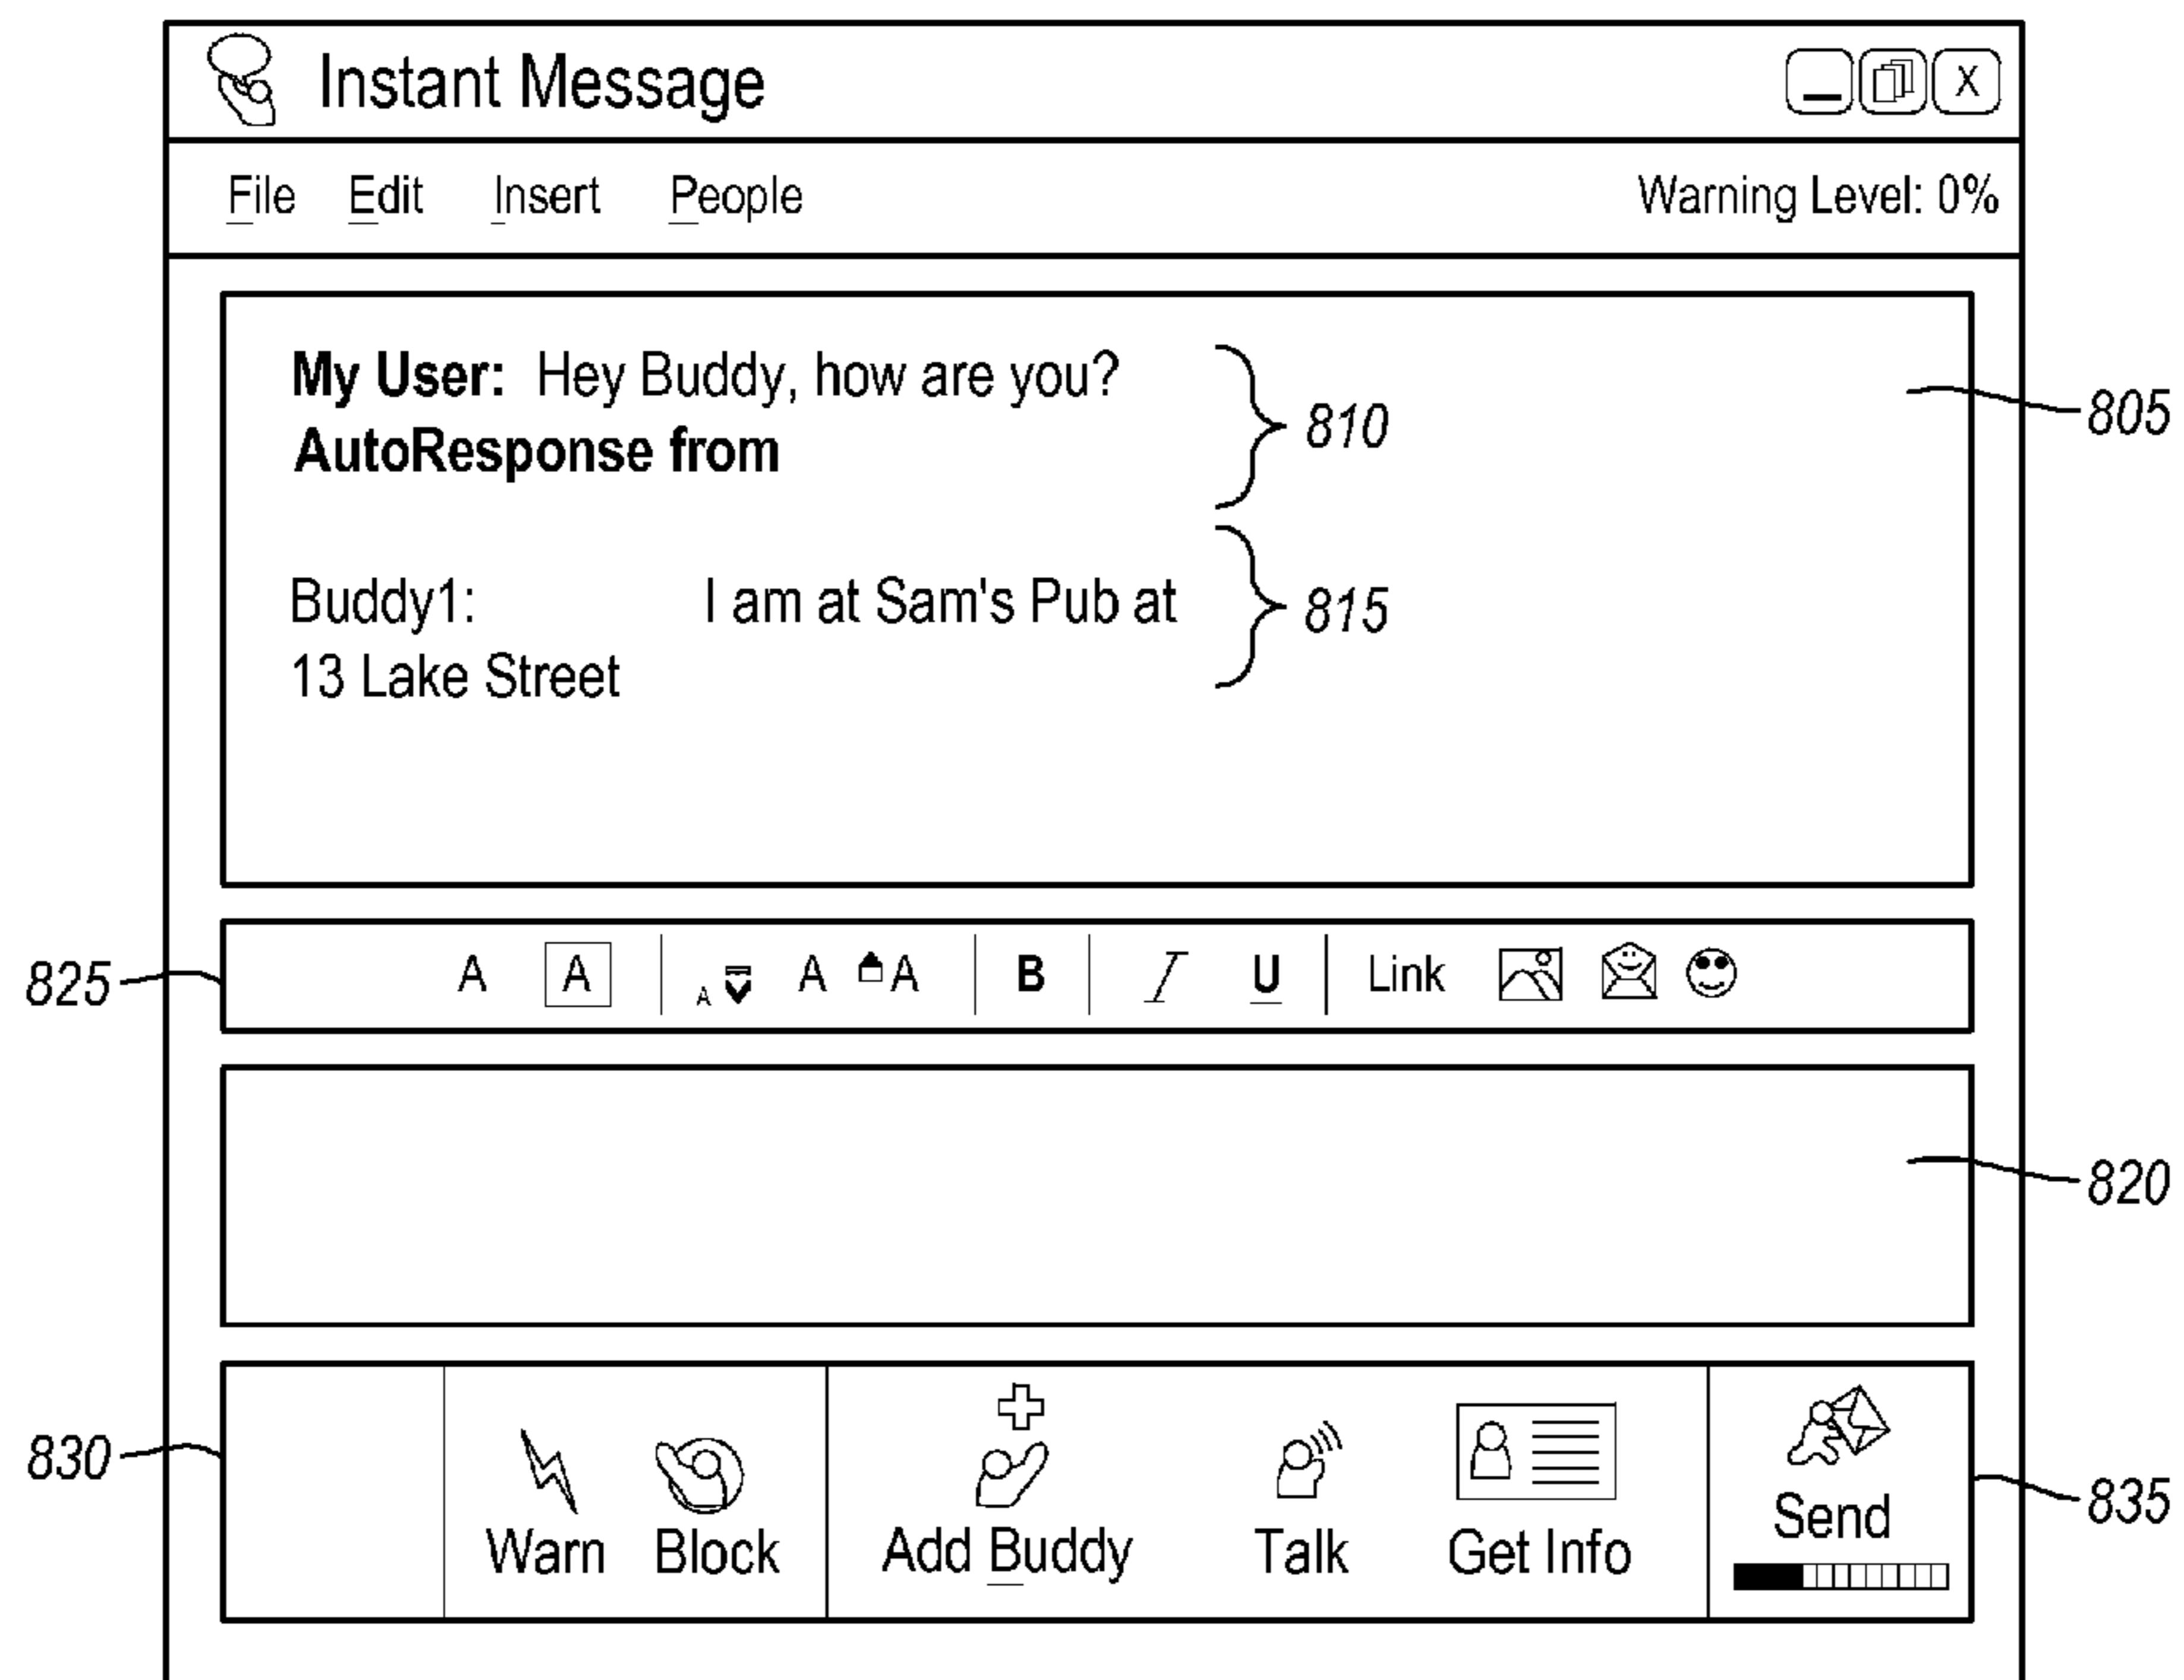 Instant Message X
File Edit Insert People Warning Level: 0%
My User: Hey Buddy, how are you?
AutoResponse from
810
805
Buddy1: I am at Sam's Pub at
13 Lake Street
815
825
A A A A A B I U Link
820
830
Warn Block Add Buddy Talk Get Info Send
835